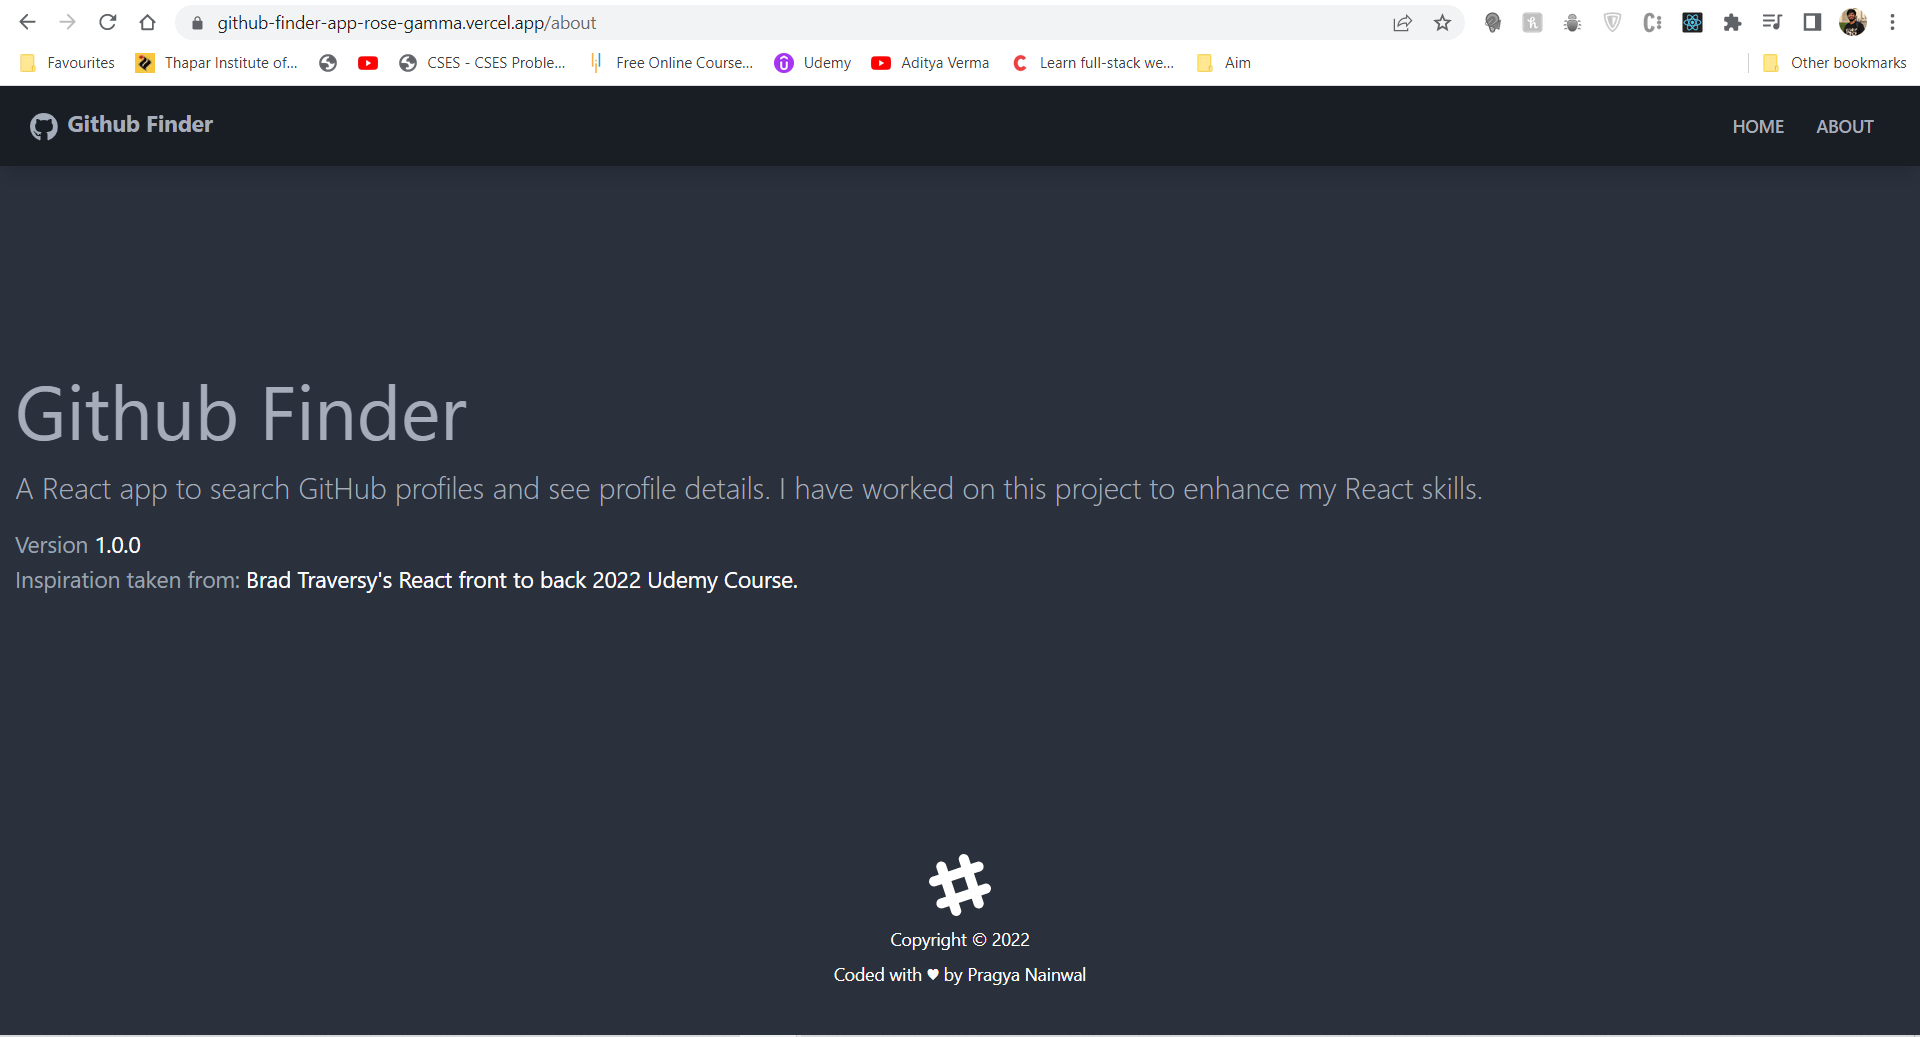 github-finder-app-rose-gamma.vercel.app/about
Favourites Thapar Institute of... CSES - CSES Proble... Free Online Course... Udemy Aditya Verma Learn full-stack we... Aim Other bookmarks
Github Finder HOME ABOUT
Github Finder
A React app to search GitHub profiles and see profile details. I have worked on this project to enhance my React skills.
Version 1.0.0
Inspiration taken from: Brad Traversy's React front to back 2022 Udemy Course.
Copyright © 2022
Coded with ♥ by Pragya Nainwal